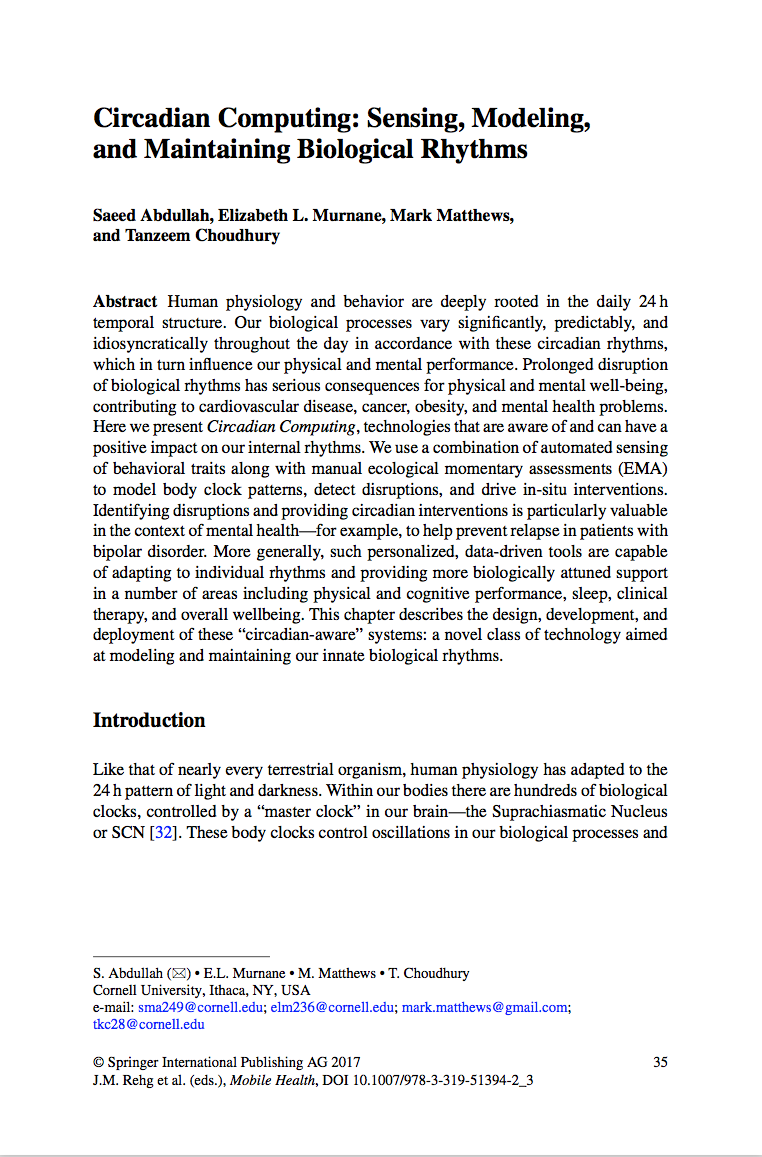 Circadian Computing: Sensing, Modeling,
and Maintaining Biological Rhythms
Saeed Abdullah, Elizabeth L. Murnane, Mark Matthews,
and Tanzeem Choudhury
Abstract Human physiology and behavior are deeply rooted in the daily 24 h
temporal structure. Our biological processes vary significantly, predictably, and
idiosyncratically throughout the day in accordance with these circadian rhythms,
which in turn influence our physical and mental performance. Prolonged disruption
of biological rhythms has serious consequences for physical and mental well-being,
contributing to cardiovascular disease, cancer, obesity, and mental health problems.
Here we present Circadian Computing, technologies that are aware of and can have a
positive impact on our internal rhythms. We use a combination of automated sensing
of behavioral traits along with manual ecological momentary assessments (EMA)
to model body clock patterns, detect disruptions, and drive in-situ interventions.
Identifying disruptions and providing circadian interventions is particularly valuable
in the context of mental health—for example, to help prevent relapse in patients with
bipolar disorder. More generally, such personalized, data-driven tools are capable
of adapting to individual rhythms and providing more biologically attuned support
in a number of areas including physical and cognitive performance, sleep, clinical
therapy, and overall wellbeing. This chapter describes the design, development, and
deployment of these “circadian-aware” systems: a novel class of technology aimed
at modeling and maintaining our innate biological rhythms.
Introduction
Like that of nearly every terrestrial organism, human physiology has adapted to the
24 h pattern of light and darkness. Within our bodies there are hundreds of biological
clocks, controlled by a “master clock” in our brain—the Suprachiasmatic Nucleus
or SCN [32]. These body clocks control oscillations in our biological processes and
S. Abdullah (✉) • E.L. Murnane • M. Matthews • T. Choudhury
Cornell University, Ithaca, NY, USA
e-mail: sma249@cornell.edu; elm236@cornell.edu; mark.matthews@gmail.com;
tkc28@cornell.edu
© Springer International Publishing AG 2017 35
J.M. Rehg et al. (eds.), Mobile Health, DOI 10.1007/978-3-319-51394-2_3